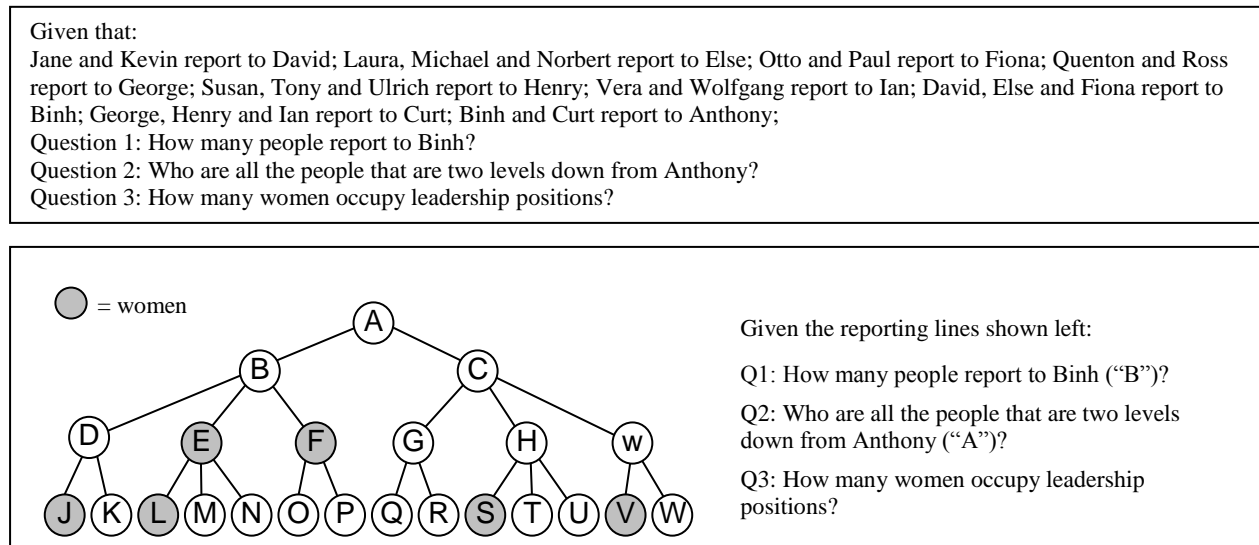 Given that:
Jane and Kevin report to David; Laura, Michael and Norbert report to Else; Otto and Paul report to Fiona; Quenton and Ross
report to George; Susan, Tony and Ulrich report to Henry; Vera and Wolfgang report to Ian; David, Else and Fiona report to
Binh; George, Henry and Ian report to Curt; Binh and Curt report to Anthony;
Question 1: How many people report to Binh?
Question 2: Who are all the people that are two levels down from Anthony?
Question 3: How many women occupy leadership positions?
= women
A
B C
D E F G H w
J K L M N O P Q R S T U V W
Given the reporting lines shown left:
Q1: How many people report to Binh (“B”)?
Q2: Who are all the people that are two levels
down from Anthony (“A”)?
Q3: How many women occupy leadership
positions?